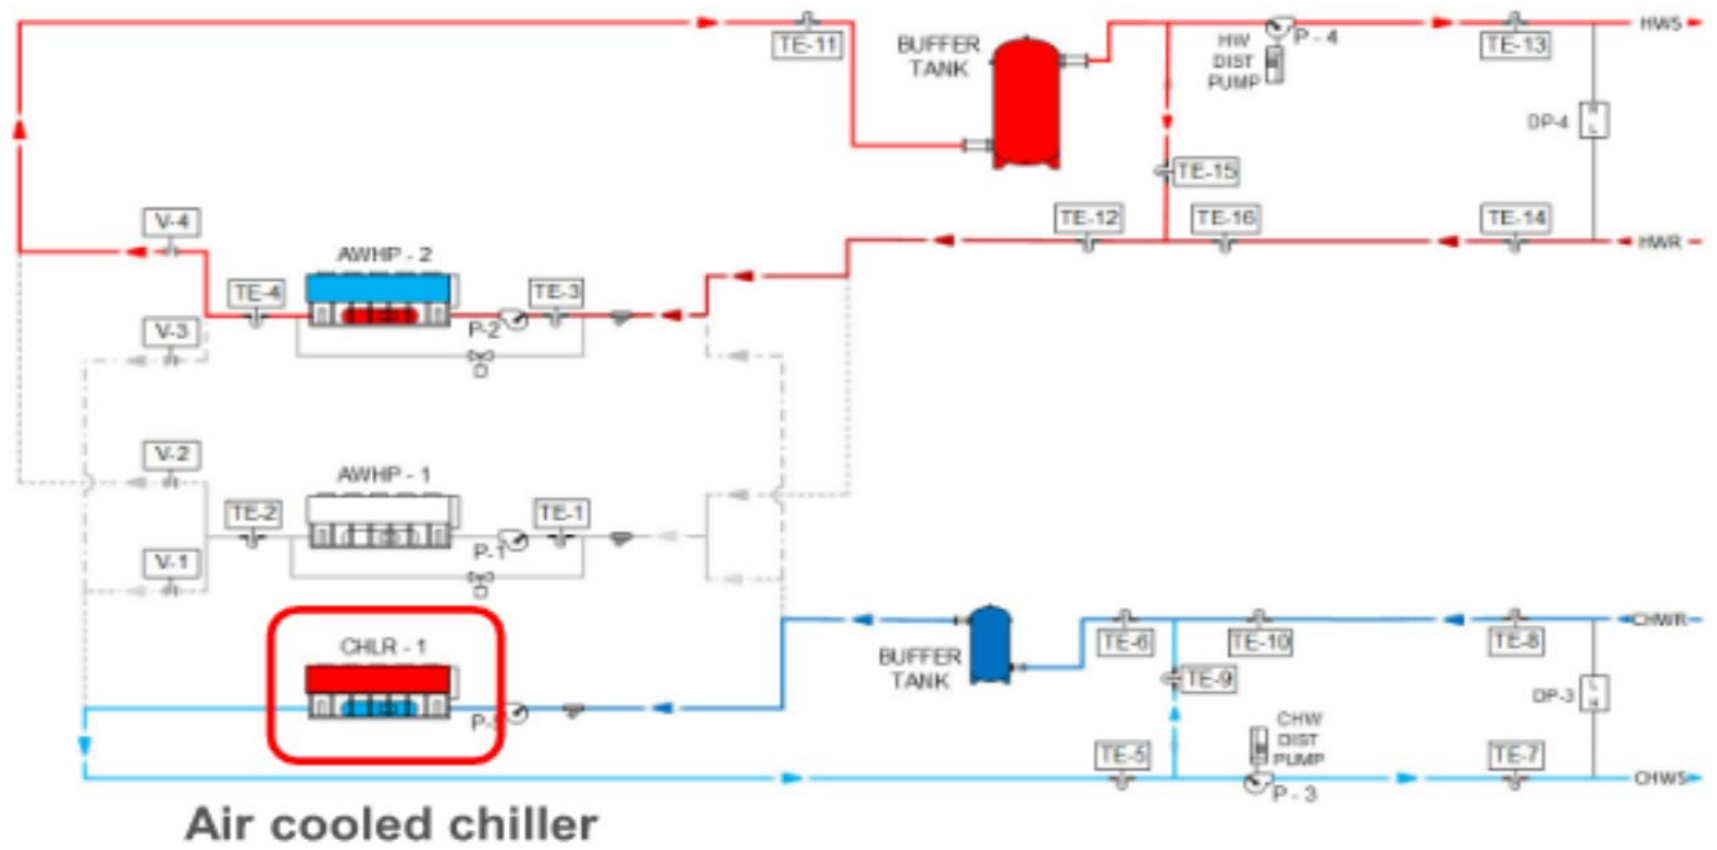 HWS
TE-11
BUFFER
TANK
HW
DIST
PUMP
P - 4
TE-13
DP-4
TE-15
V-4
TE-12
TE-16
TE-14
HWR
AWHP - 2
TE-4
TE-3
P-2
V-3
V-2
AWHP - 1
TE-2
TE-1
P-1
V-1
CHLR - 1
BUFFER
TANK
TE-6
TE-10
TE-8
CHWR
TE-9
DP-3
CHW
DIST
PUMP
TE-5
P - 3
TE-7
CHWS
Air cooled chiller